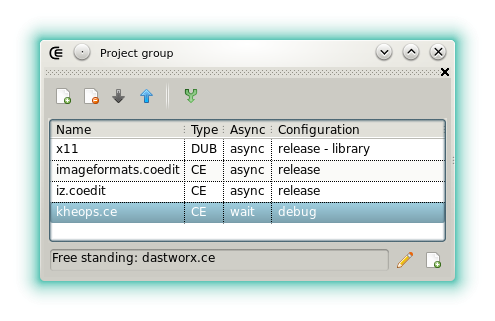 Project group
Name Type Async Configuration
x11 DUB async release - library
imageformats.coedit CE async release
iz.coedit CE async release
kheops.ce CE wait debug
Free standing: dastworx.ce